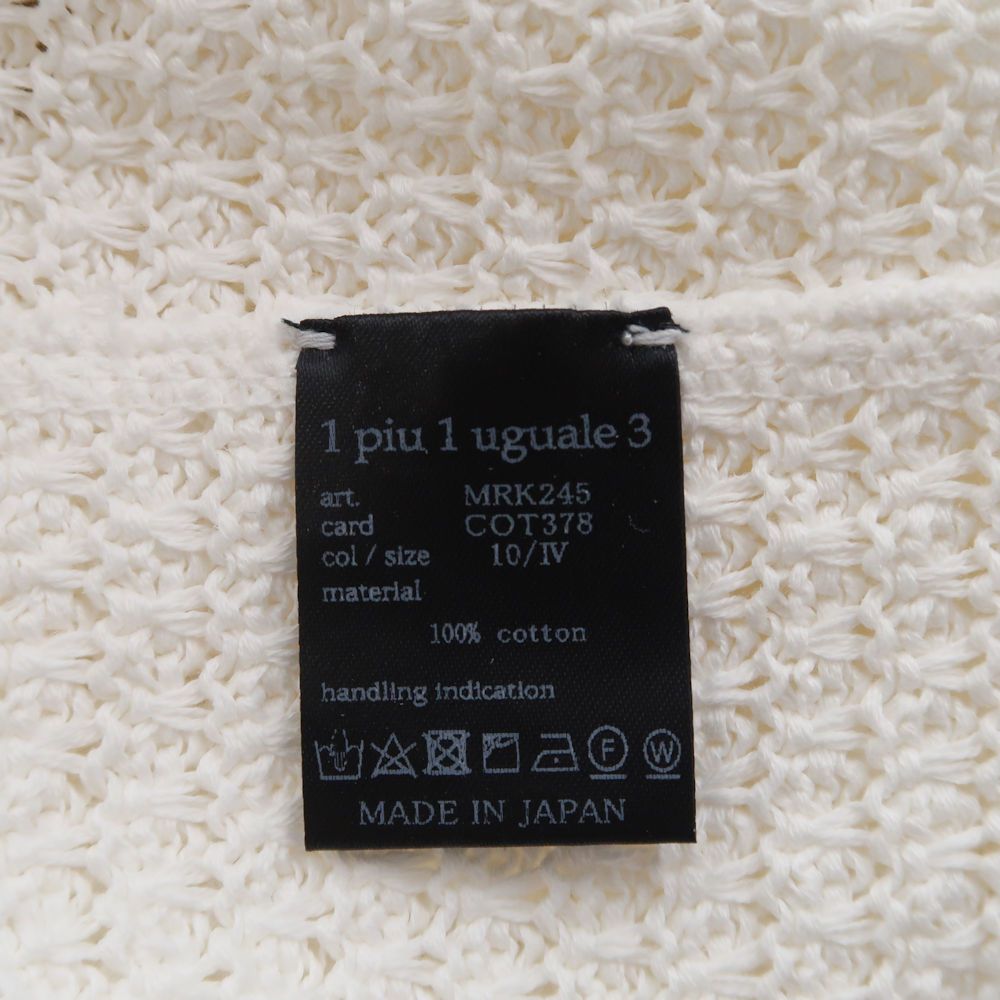 1 piu 1 uguale 3
art. MRK245
card COT378
col / size 10/IV
material
100% cotton
handling indication
F W
MADE IN JAPAN